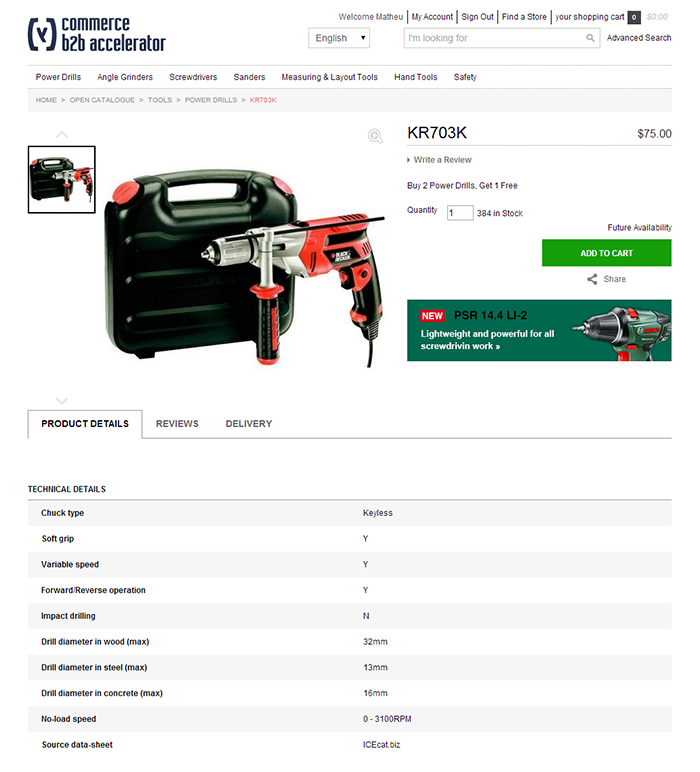 commerce
b2b accelerator
Welcome Matheu My Account Sign Out Find a Store your shopping cart 0 $0.00
English
I'm looking for
Advanced Search
Power Drills Angle Grinders Screwdrivers Sanders Measuring & Layout Tools Hand Tools Safety
HOME > OPEN CATALOGUE > TOOLS > POWER DRILLS > KR703K
KR703K $75.00
Write a Review
Buy 2 Power Drills, Get 1 Free
Quantity 1 384 in Stock
Future Availability
ADD TO CART
Share
BLACK&
DECKER
NEW PSR 14.4 LI-2
Lightweight and powerful for all
screwdrivin work »
BOSCH
PRODUCT DETAILS REVIEWS DELIVERY
TECHNICAL DETAILS
Chuck type Keyless
Soft grip Y
Variable speed Y
Forward/Reverse operation Y
Impact drilling N
Drill diameter in wood (max) 32mm
Drill diameter in steel (max) 13mm
Drill diameter in concrete (max) 16mm
No-load speed 0 - 3100RPM
Source data-sheet ICEcat.biz